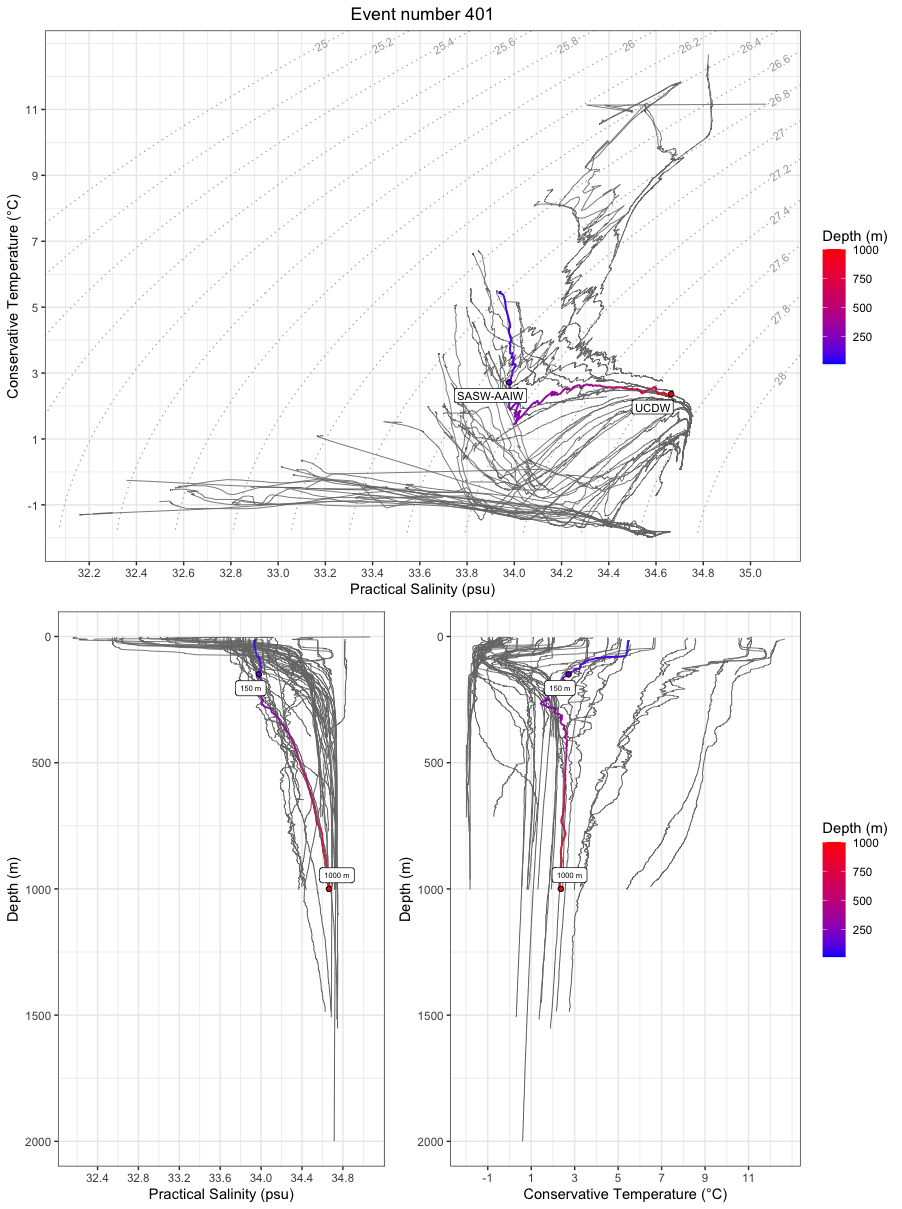 Event number 401
25 25.2 25.4 25.6 25.8 26 26.2 26.4
26.6
26.8
27
27.2
27.4
27.6
27.8
28
11
9
7
5
3
1
-1
Conservative Temperature (°C)
SASW-AAIW
UCDW
32.2 32.4 32.6 32.8 33.0 33.2 33.4 33.6 33.8 34.0 34.2 34.4 34.6 34.8 35.0
Practical Salinity (psu)
Depth (m)
1000
750
500
250
0
500
1000
1500
2000
Depth (m)
150 m
1000 m
32.4 32.8 33.2 33.6 34.0 34.4 34.8
Practical Salinity (psu)
0
500
1000
1500
2000
Depth (m)
150 m
1000 m
-1 1 3 5 7 9 11
Conservative Temperature (°C)
Depth (m)
1000
750
500
250